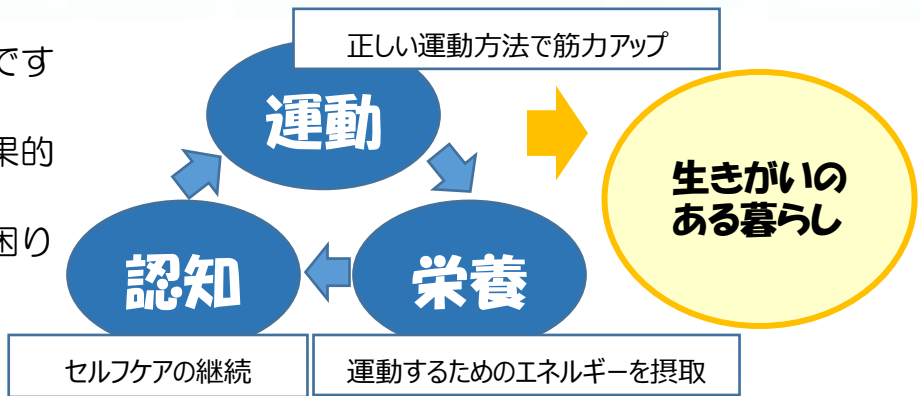 です
果的
困り
正しい運動方法で筋力アップ
運動
認知
栄養
セルフケアの継続
運動するためのエネルギーを摂取
生きがいの
ある暮らし